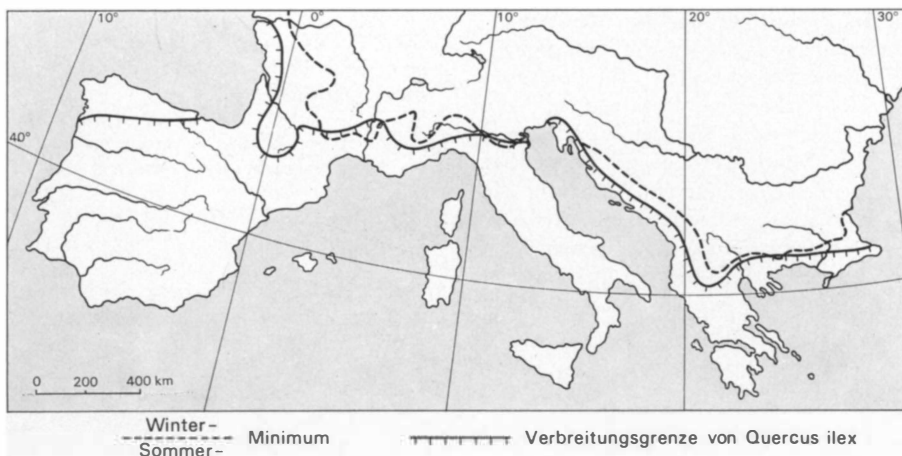 10° 0° 10° 20° 30°
40°
0 200 400 km
Winter-
Minimum Verbreitungsgrenze von Quercus ilex
Sommer-